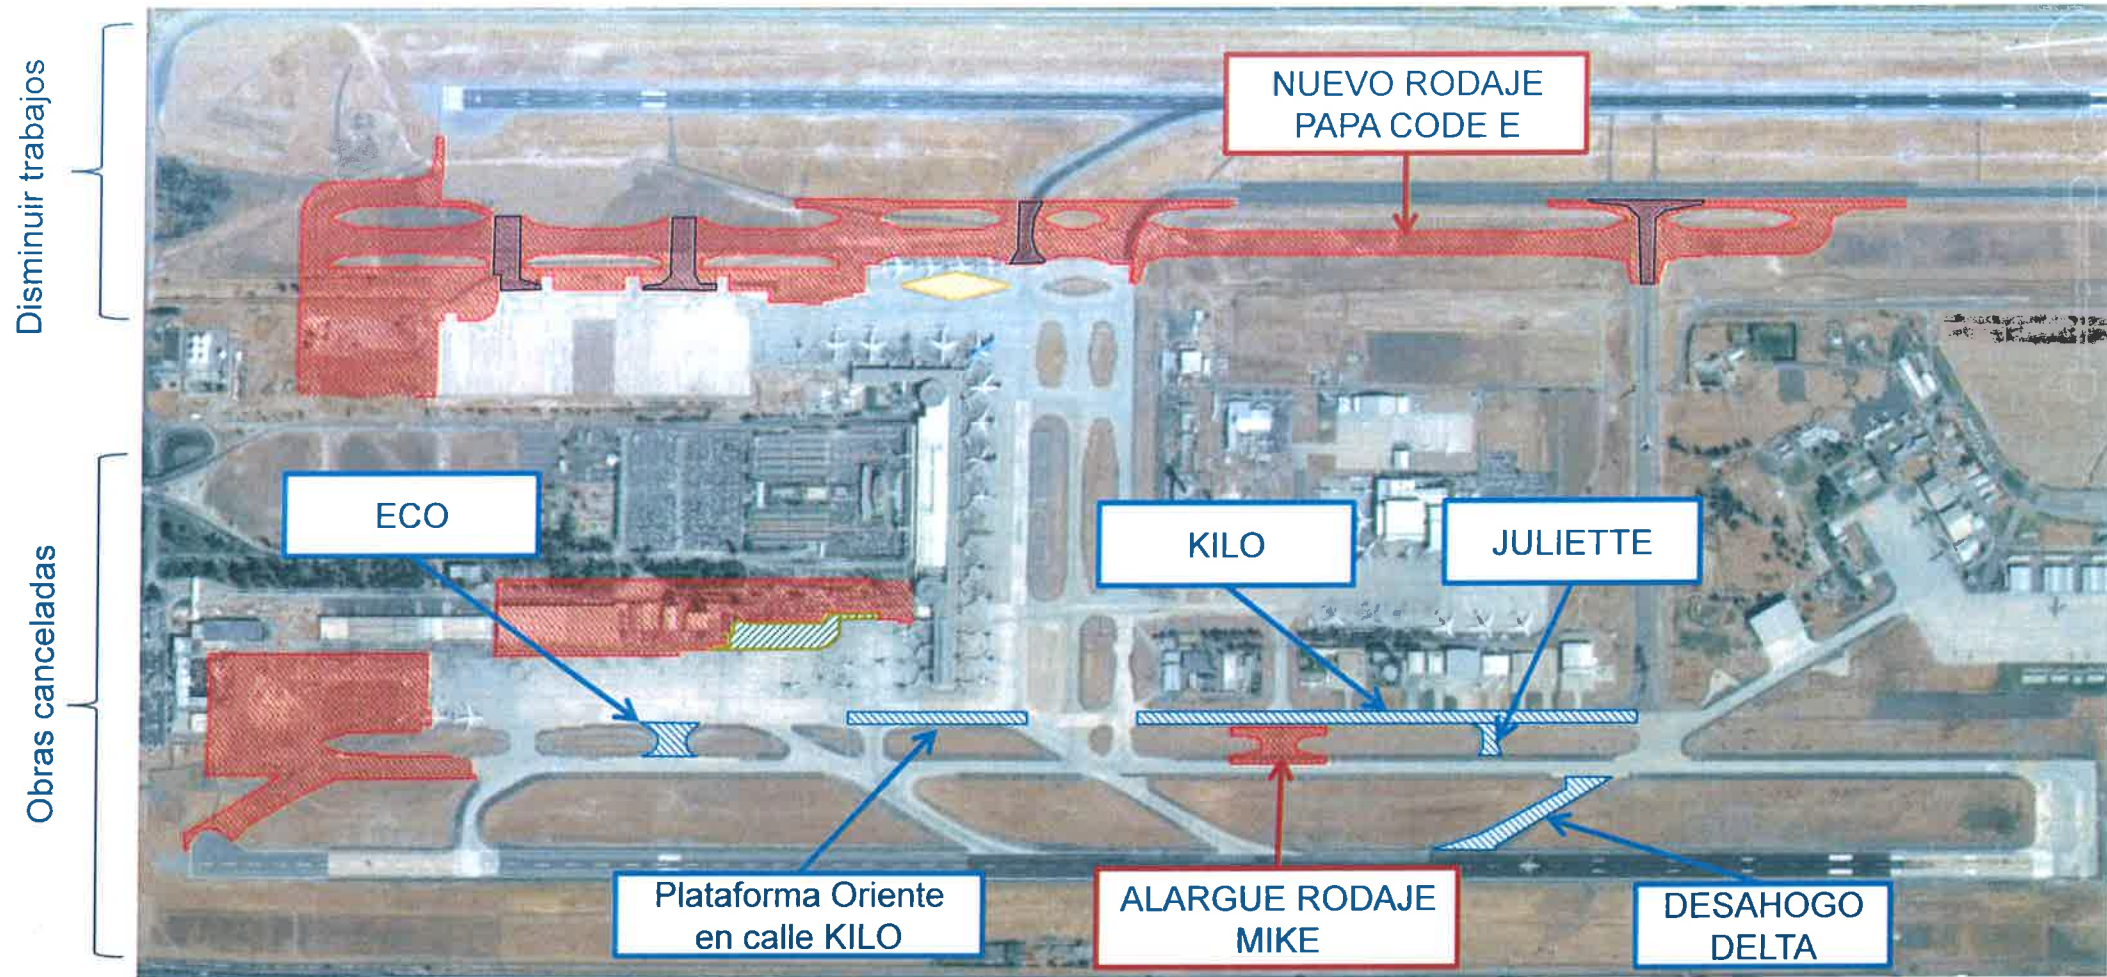 Disminuir trabajos
NUEVO RODAJE
PAPA CODE E
Obras canceladas
ECO
KILO
JULIETTE
Plataforma Oriente
en calle KILO
ALARGUE RODAJE
MIKE
DESAHOGO
DELTA